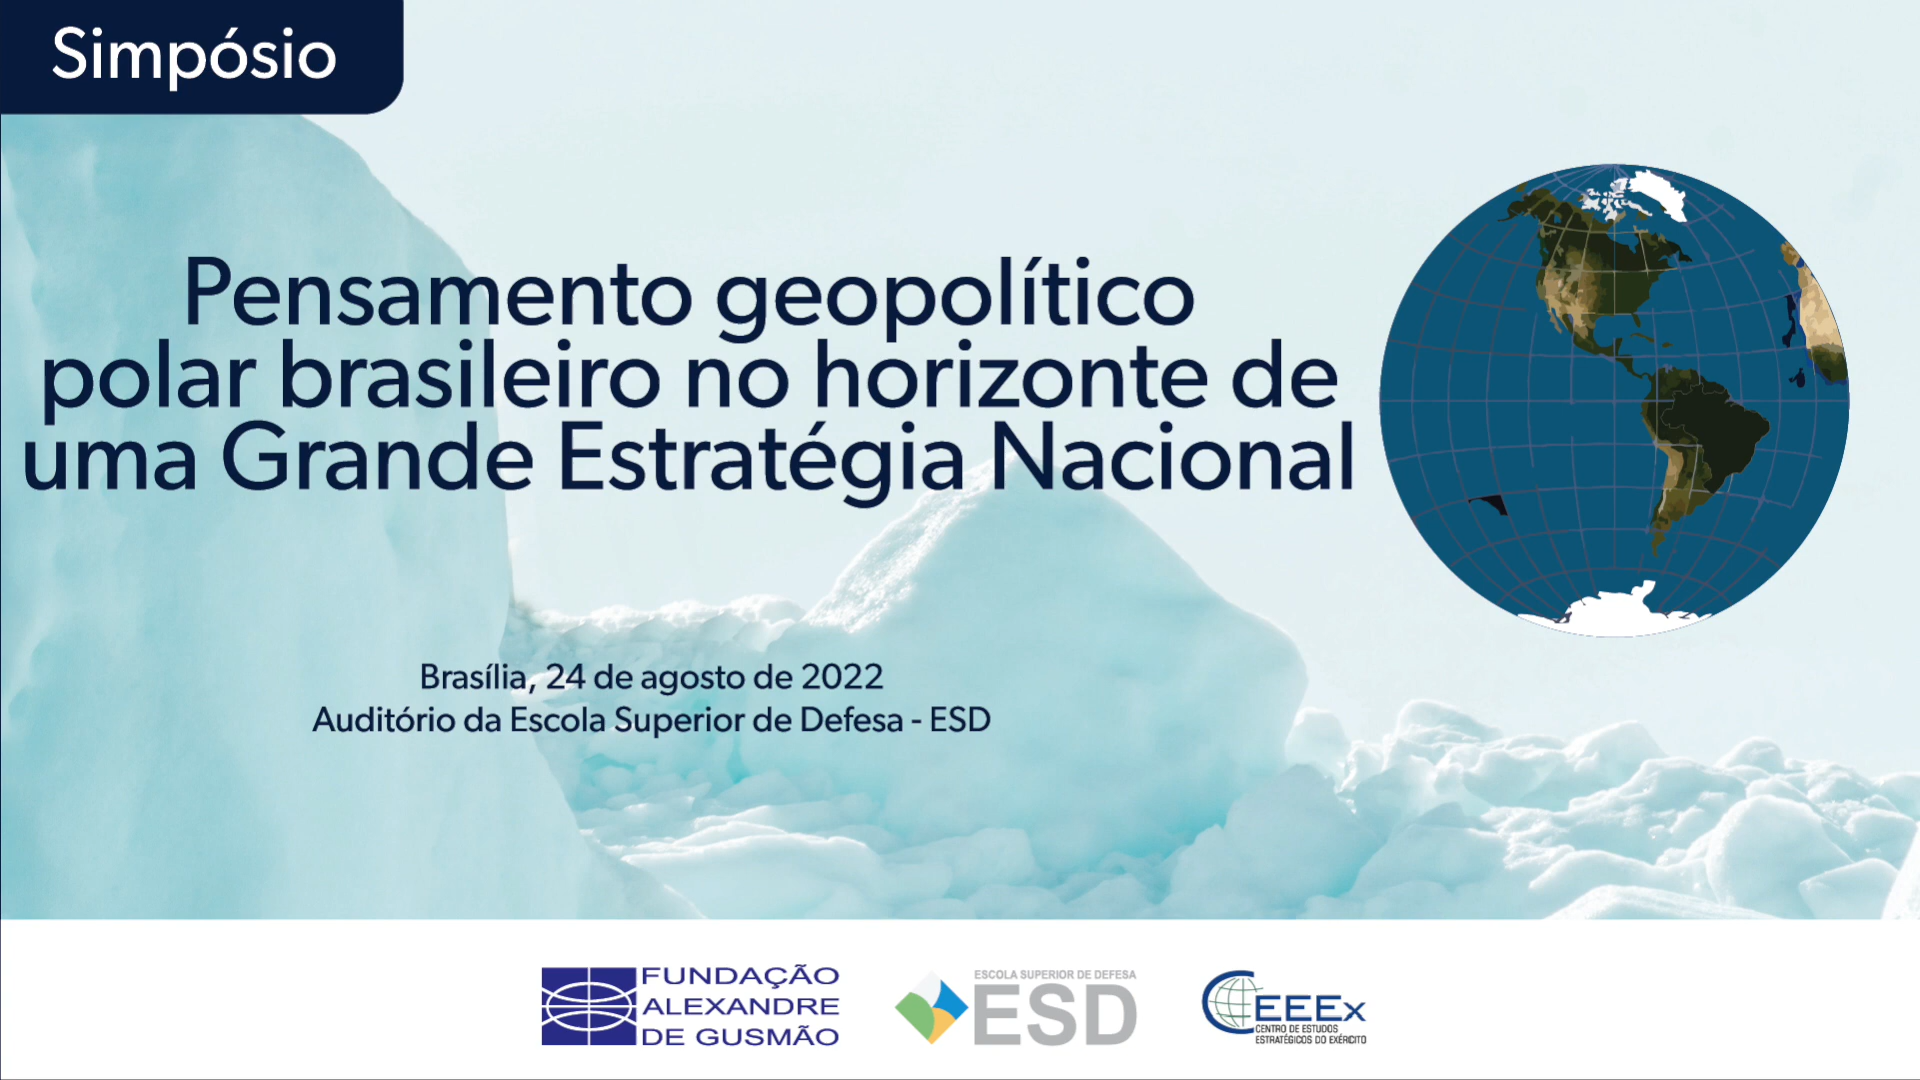 Simpósio
Pensamento geopolítico
polar brasileiro no horizonte de
uma Grande Estratégia Nacional
Brasília, 24 de agosto de 2022
Auditório da Escola Superior de Defesa - ESD
FUNDAÇÃO
ALEXANDRE
DE GUSMÃO
ESCOLA SUPERIOR DE DEFESA
ESD
CEEEx
CENTRO DE ESTUDOS
ESTRATÉGICOS DO EXÉRCITO